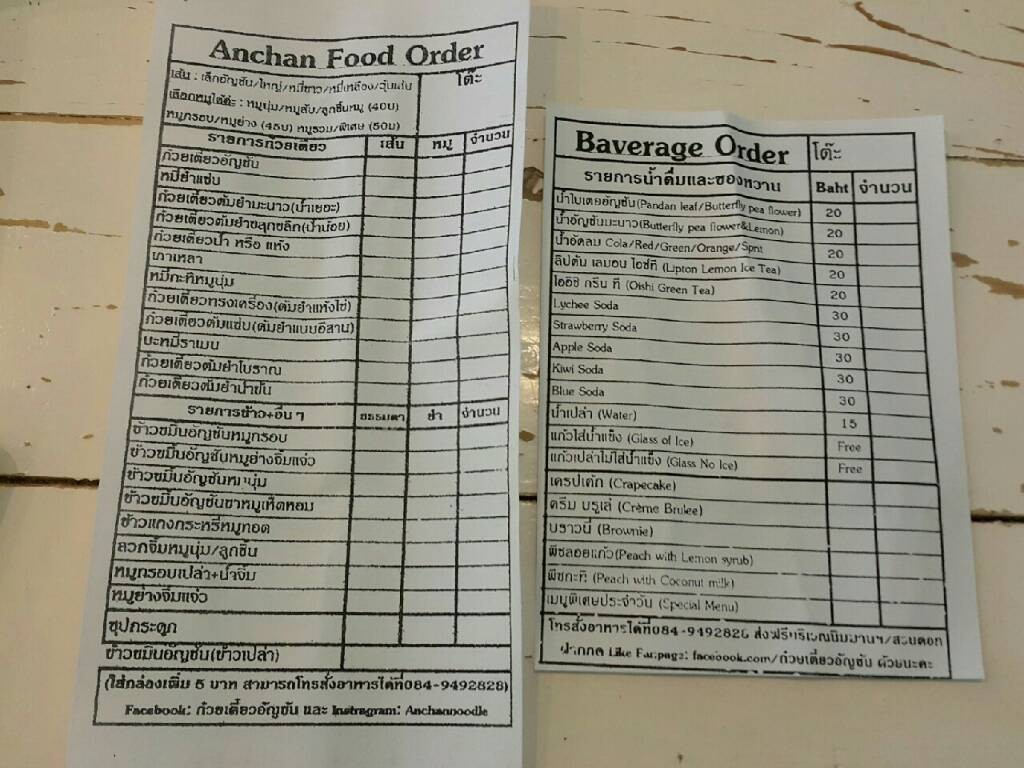 Anchan Food Order
เส้น : เล็กอัญชัน/ใหญ่/หมี่ขาว/หมี่เหลือง/วุ้นเส้น
เลือกหมูได้ค่ะ : หมูนุ่ม/หมูสับ/ลูกชิ้นหมู (40บ)
หมูกรอบ/หมูย่าง (45บ) หมูรวม/พิเศษ (50บ)
โต๊ะ
รายการก๋วยเตี๋ยว เส้น หมู จำนวน
ก๋วยเตี๋ยวอัญชัน
หมี่ยำแซ่บ
ก๋วยเตี๋ยวต้มยำมะนาว(น้ำเยอะ)
ก๋วยเตี๋ยวต้มยำขลุกขลิก(น้ำน้อย)
ก๋วยเตี๋ยวน้ำ หรือ แห้ง
เกาเหลา
หมี่กะทิหมูนุ่ม
ก๋วยเตี๋ยวทรงเครื่อง(ต้มยำแห้งไข่)
ก๋วยเตี๋ยวต้มแซ่บ(ต้มยำแบบอีสาน)
บะหมี่ราเมน
ก๋วยเตี๋ยวต้มยำโบราณ
ก๋วยเตี๋ยวต้มยำน้ำข้น
รายการข้าว+อื่น ๆ ธรรมดา ยำ จำนวน
ข้าวขมิ้นอัญชันหมูกรอบ
ข้าวขมิ้นอัญชันหมูย่างจิ้มแจ่ว
ข้าวขมิ้นอัญชันหมูนุ่ม
ข้าวขมิ้นอัญชันขาหมูเห็ดหอม
ข้าวแกงกระหรี่หมูทอด
ลวกจิ้มหมูนุ่ม/ลูกชิ้น
หมูกรอบเปล่า+น้ำจิ้ม
หมูย่างจิ้มแจ่ว
ซุปกระดูก
ข้าวขมิ้นอัญชัน(ข้าวเปล่า)
(ใส่กล่องเพิ่ม 5 บาท สามารถโทรสั่งอาหารได้ที่084-9492828)
Facebook: ก๋วยเตี๋ยวอัญชัน และ Instragram: Anchannoodle
Baverage Order โต๊ะ
รายการน้ำดื่มและของหวาน Baht จำนวน
น้ำใบเตยอัญชัน(Pandan leaf/Butterfly pea flower) 20
น้ำอัญชันมะนาว(Butterfly pea flower&Lemon) 20
น้ำอัดลม Cola/Red/Green/Orange/Sprit 20
ลิปตัน เลมอน ไอซ์ที (Lipton Lemon Ice Tea) 20
โออิชิ กรีน ที (Oishi Green Tea) 20
Lychee Soda 30
Strawberry Soda 30
Apple Soda 30
Kiwi Soda 30
Blue Soda 30
น้ำเปล่า (Water) 15
แก้วใส่น้ำแข็ง (Glass of Ice) Free
แก้วเปล่าไม่ใส่น้ำแข็ง (Glass No Ice) Free
เครปเค้ก (Crapecake)
ครีม บรูเล่ (Crème Brulee)
บราวนี่ (Brownie)
พีชลอยแก้ว(Peach with Lemon syrub)
พีชกะทิ (Peach with Coconut milk)
เมนูพิเศษประจำวัน (Special Menu)
โทรสั่งอาหารได้ที่084-9492828 ส่งฟรีบริเวณนิมมานฯ/สวนดอก
ฝากกด Like Fanpage: facebook.com/ก๋วยเตี๋ยวอัญชัน ด้วยนะคะ